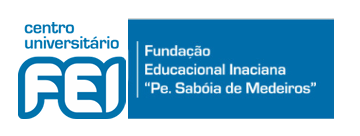 centro
universitário
FEI
Fundação
Educacional Inaciana
“Pe. Sabóia de Medeiros”